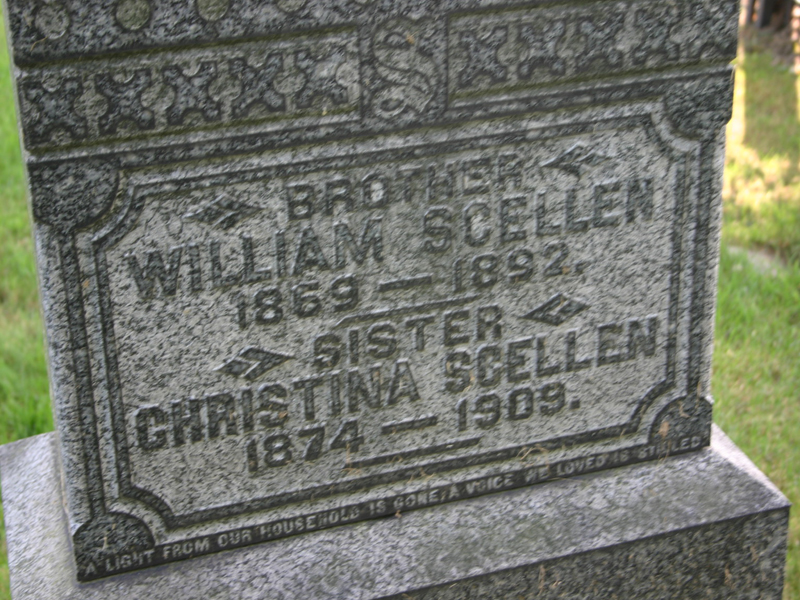 S
BROTHER
WILLIAM SCELLEN
1869 — 1892.
SISTER
CHRISTINA SCELLEN
1874 — 1909.
A LIGHT FROM OUR HOUSEHOLD IS GONE, A VOICE WE LOVED IS STILLED